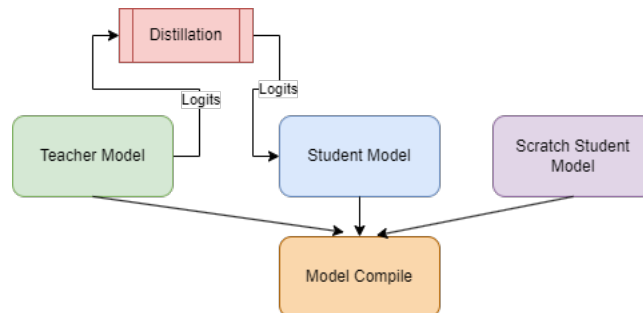 Distillation
Logits
Logits
Teacher Model
Student Model
Scratch Student
Model
Model Compile